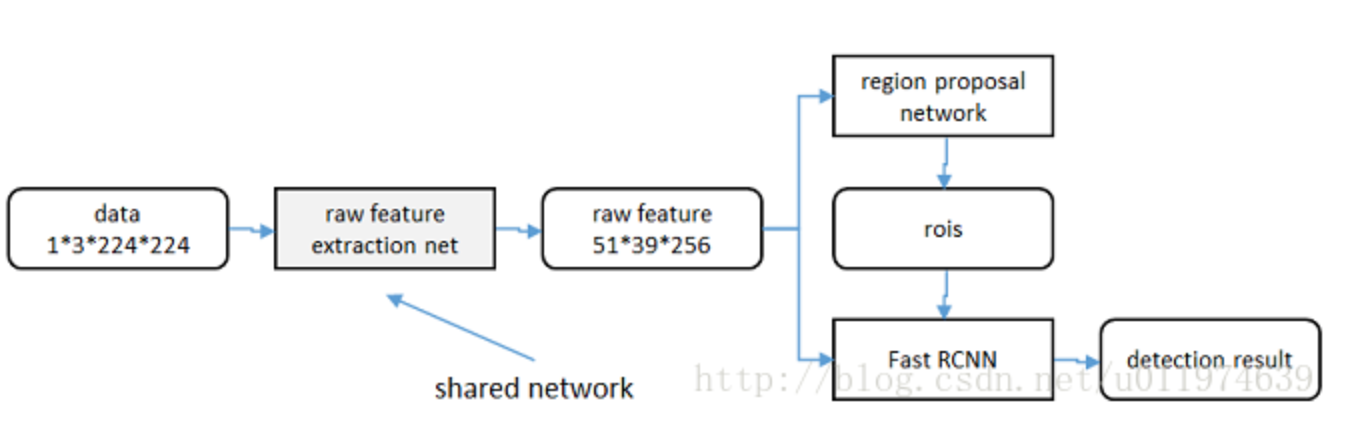 region proposal
network
data
1*3*224*224
raw feature
extraction net
raw feature
51*39*256
rois
Fast RCNN
detection result
shared network
http://blog.csdn.net/u011974639